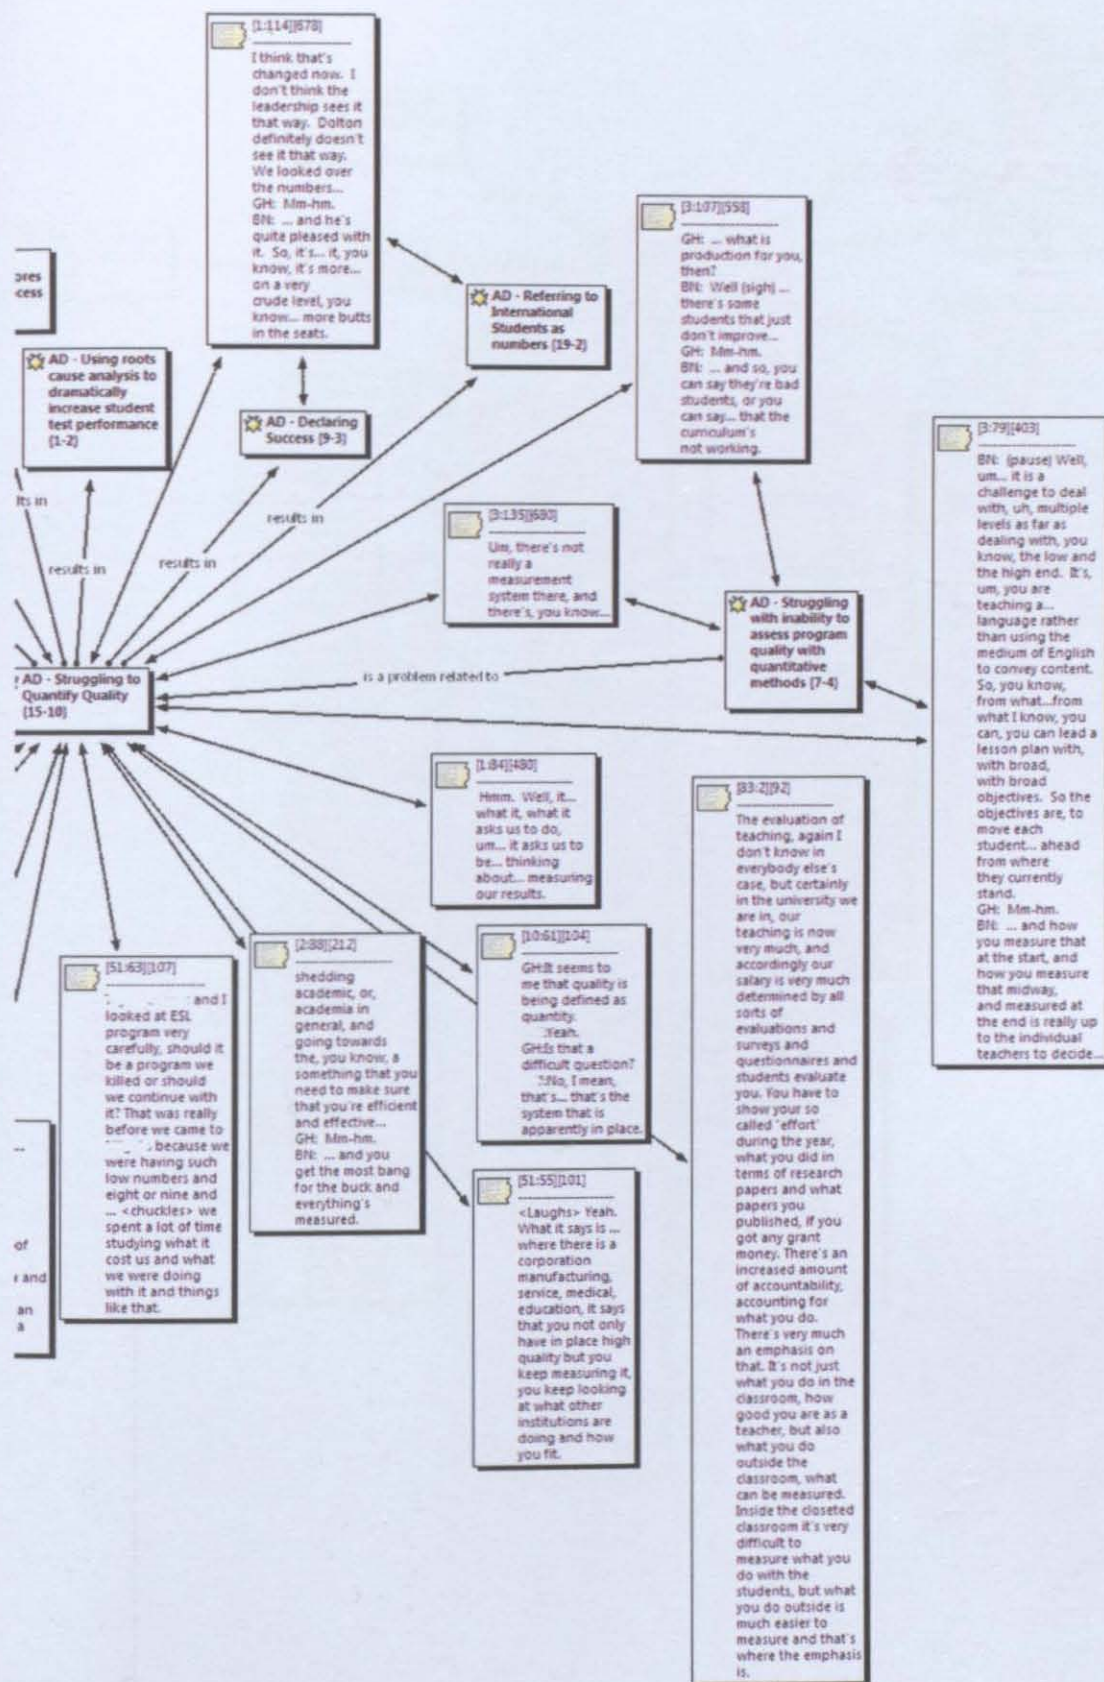 [1:114][678]
I think that's
changed now. I
don't think the
leadership sees it
that way. Dolton
definitely doesn't
see it that way.
We looked over
the numbers...
GH: Mm-hm.
BN: ... and he's
quite pleased with
it. So, it's... it, you
know, it's more...
on a very
crude level, you
know... more butts
in the seats.
ores
cess
AD - Using roots
cause analysis to
dramatically
increase student
test performance
{1-2}
AD - Declaring
Success {9-3}
AD - Referring to
International
Students as
numbers {19-2}
[3:107][558]
GH: ... what is
production for you,
then?
BN: Well (sigh) ...
there's some
students that just
don't improve...
GH: Mm-hm.
BN: ... and so, you
can say they're bad
students, or you
can say... that the
curriculum's
not working.
[3:79][403]
BN: (pause) Well,
um... it is a
challenge to deal
with, uh, multiple
levels as far as
dealing with, you
know, the low and
the high end. It's,
um, you are
teaching a...
language rather
than using the
medium of English
to convey content.
So, you know,
from what...from
what I know, you
can, you can lead a
lesson plan with,
with broad,
with broad
objectives. So the
objectives are, to
move each
student... ahead
from where
they currently
stand.
GH: Mm-hm.
BN: ... and how
you measure that
at the start, and
how you measure
that midway,
and measured at
the end is really up
to the individual
teachers to decide...
lts in
results in
results in
results in
[3:135][680]
Um, there's not
really a
measurement
system there, and
there's, you know...
AD - Struggling
with inability to
assess program
quality with
quantitative
methods {7-4}
is a problem related to
AD - Struggling to
Quantify Quality
{15-10}
[1:84][480]
Hmm. Well, it...
what it, what it
asks us to do,
um... it asks us to
be... thinking
about... measuring
our results.
[83:2][92]
The evaluation of
teaching, again I
don't know in
everybody else's
case, but certainly
in the university we
are in, our
teaching is now
very much, and
accordingly our
salary is very much
determined by all
sorts of
evaluations and
surveys and
questionnaires and
students evaluate
you. You have to
show your so
called "effort"
during the year,
what you did in
terms of research
papers and what
papers you
published, if you
got any grant
money. There's an
increased amount
of accountability,
accounting for
what you do.
There's very much
an emphasis on
that. It's not just
what you do in the
classroom, how
good you are as a
teacher, but also
what you do
outside the
classroom, what
can be measured.
Inside the closeted
classroom it's very
difficult to
measure what you
do with the
students, but what
you do outside is
much easier to
measure and that's
where the emphasis
is.
[51:63][107]
and I
looked at ESL
program very
carefully, should it
be a program we
killed or should
we continue with
it? That was really
before we came to
, because we
were having such
low numbers and
eight or nine and
... <chuckles> we
spent a lot of time
studying what it
cost us and what
we were doing
with it and things
like that.
[2:38][212]
shedding
academic, or,
academia in
general, and
going towards
the, you know, a
something that you
need to make sure
that you're efficient
and effective...
GH: Mm-hm.
BN: ... and you
get the most bang
for the buck and
everything's
measured.
[10:61][104]
GH:It seems to
me that quality is
being defined as
quantity.
:Yeah.
GH:Is that a
difficult question?
:No, I mean,
that's... that's the
system that is
apparently in place.
[51:55][101]
<Laughs> Yeah.
What it says is ...
where there is a
corporation
manufacturing,
service, medical,
education, it says
that you not only
have in place high
quality but you
keep measuring it,
you keep looking
at what other
institutions are
doing and how
you fit.
...
of
and
an
a